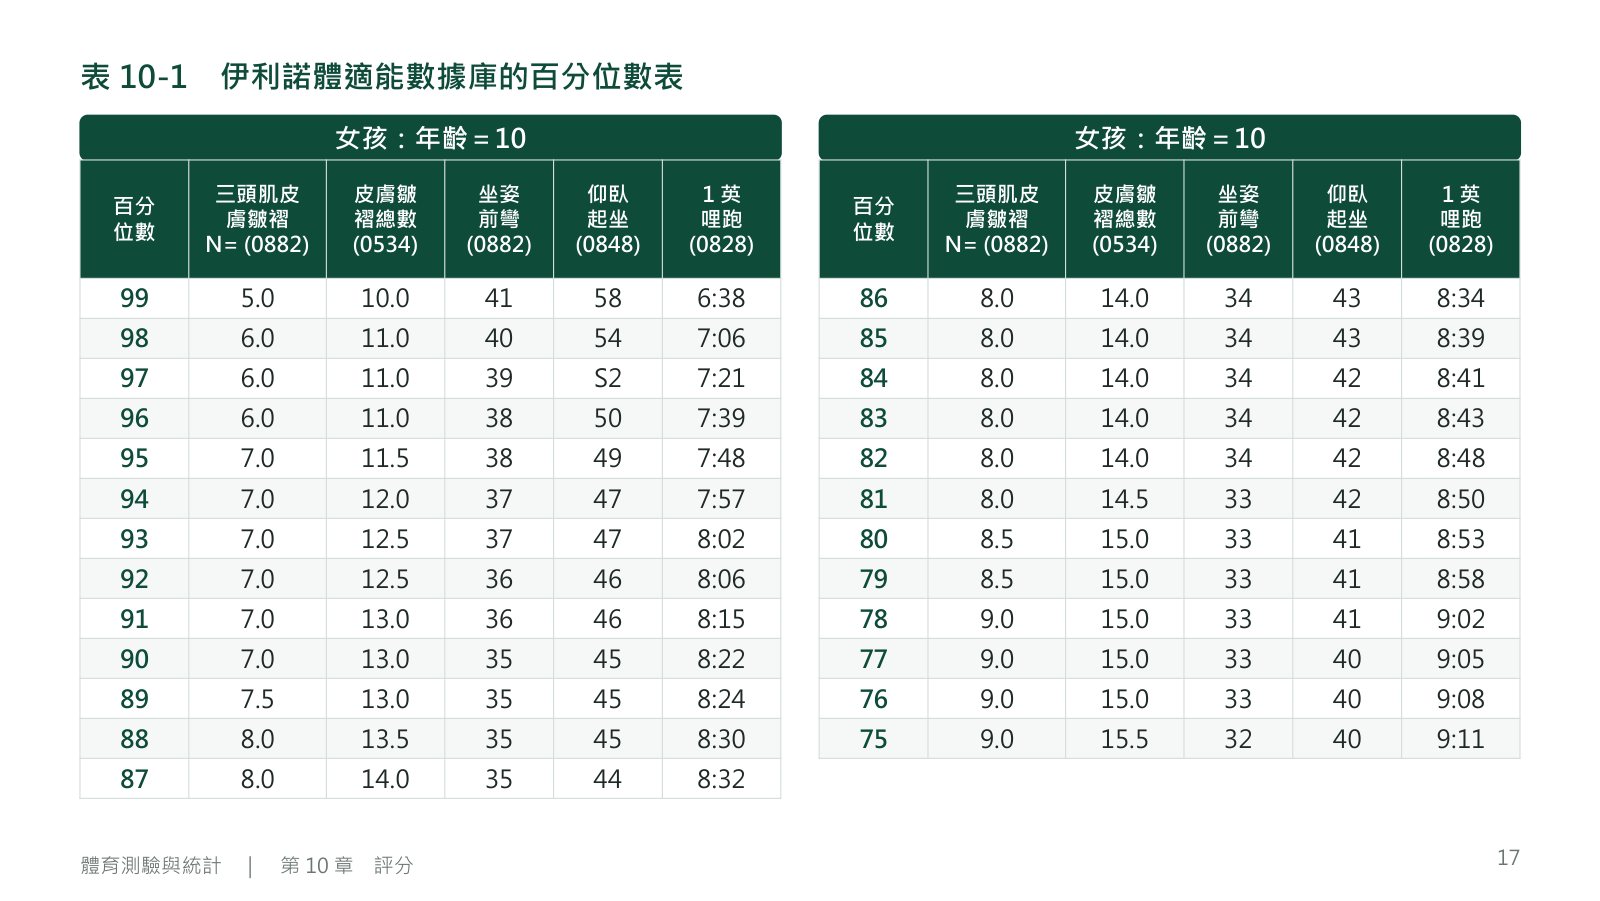 表 10-1　伊利諾體適能數據庫的百分位數表
女孩：年齡＝10
百分位數 三頭肌皮膚皺褶 N= (0882) 皮膚皺褶總數 (0534) 坐姿前彎 (0882) 仰臥起坐 (0848) 1 英哩跑 (0828)
99 5.0 10.0 41 58 6:38
98 6.0 11.0 40 54 7:06
97 6.0 11.0 39 S2 7:21
96 6.0 11.0 38 50 7:39
95 7.0 11.5 38 49 7:48
94 7.0 12.0 37 47 7:57
93 7.0 12.5 37 47 8:02
92 7.0 12.5 36 46 8:06
91 7.0 13.0 36 46 8:15
90 7.0 13.0 35 45 8:22
89 7.5 13.0 35 45 8:24
88 8.0 13.5 35 45 8:30
87 8.0 14.0 35 44 8:32
女孩：年齡＝10
百分位數 三頭肌皮膚皺褶 N= (0882) 皮膚皺褶總數 (0534) 坐姿前彎 (0882) 仰臥起坐 (0848) 1 英哩跑 (0828)
86 8.0 14.0 34 43 8:34
85 8.0 14.0 34 43 8:39
84 8.0 14.0 34 42 8:41
83 8.0 14.0 34 42 8:43
82 8.0 14.0 34 42 8:48
81 8.0 14.5 33 42 8:50
80 8.5 15.0 33 41 8:53
79 8.5 15.0 33 41 8:58
78 9.0 15.0 33 41 9:02
77 9.0 15.0 33 40 9:05
76 9.0 15.0 33 40 9:08
75 9.0 15.5 32 40 9:11
體育測驗與統計　|　第 10 章　評分
17